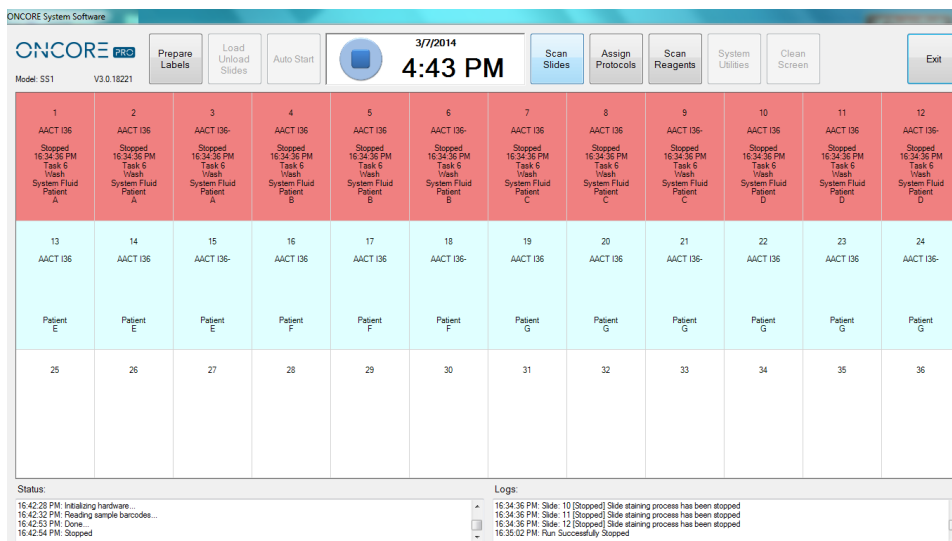 ONCORE System Software
ONCORE PRO
Model: SS1 V3.0.18221
Prepare Labels
Load Unload Slides
Auto Start
3/7/2014
4:43 PM
Scan Slides
Assign Protocols
Scan Reagents
System Utilities
Clean Screen
Exit
1 2 3 4 5 6 7 8 9 10 11 12
AACT I36 AACT I36 AACT I36- AACT I36 AACT I36 AACT I36- AACT I36 AACT I36 AACT I36- AACT I36 AACT I36 AACT I36-
Stopped Stopped Stopped Stopped Stopped Stopped Stopped Stopped Stopped Stopped Stopped Stopped
16:34:36 PM 16:34:36 PM 16:34:36 PM 16:34:36 PM 16:34:36 PM 16:34:36 PM 16:34:36 PM 16:34:36 PM 16:34:36 PM 16:34:36 PM 16:34:36 PM 16:34:36 PM
Task 6 Task 6 Task 6 Task 6 Task 6 Task 6 Task 6 Task 6 Task 6 Task 6 Task 6 Task 6
Wash Wash Wash Wash Wash Wash Wash Wash Wash Wash Wash Wash
System Fluid System Fluid System Fluid System Fluid System Fluid System Fluid System Fluid System Fluid System Fluid System Fluid System Fluid System Fluid
Patient Patient Patient Patient Patient Patient Patient Patient Patient Patient Patient Patient
A A A B B B C C C D D D
13 14 15 16 17 18 19 20 21 22 23 24
AACT I36 AACT I36 AACT I36- AACT I36 AACT I36 AACT I36- AACT I36 AACT I36 AACT I36- AACT I36 AACT I36 AACT I36-
Patient Patient Patient Patient Patient Patient Patient Patient Patient Patient Patient Patient
E E E F F F G G G G G G
25 26 27 28 29 30 31 32 33 34 35 36
Status:
16:42:28 PM: Initializing hardware...
16:42:32 PM: Reading sample barcodes...
16:42:53 PM: Done...
16:42:54 PM: Stopped
Logs:
16:34:36 PM: Slide: 10 [Stopped] Slide staining process has been stopped
16:34:36 PM: Slide: 11 [Stopped] Slide staining process has been stopped
16:34:36 PM: Slide: 12 [Stopped] Slide staining process has been stopped
16:35:02 PM: Run Successfully Stopped